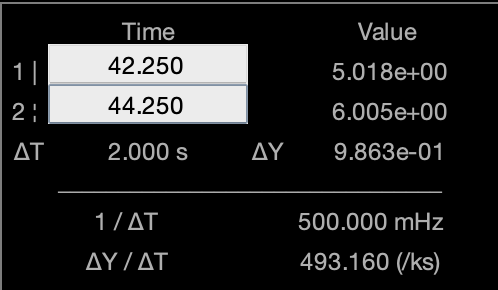 Time Value
1 | 42.250 5.018e+00
2 ¦ 44.250 6.005e+00
ΔT 2.000 s ΔY 9.863e-01
1 / ΔT 500.000 mHz
ΔY / ΔT 493.160 (/ks)